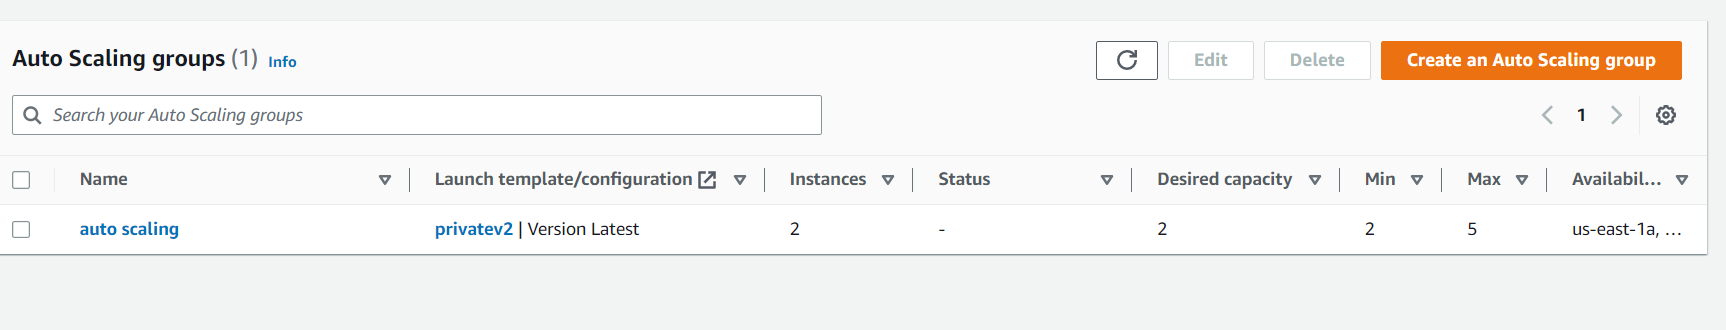 Auto Scaling groups (1) Info
Edit
Delete
Create an Auto Scaling group
Search your Auto Scaling groups
1
Name Launch template/configuration Instances Status Desired capacity Min Max Availabil...
auto scaling privatev2 | Version Latest 2 - 2 2 5 us-east-1a, ...